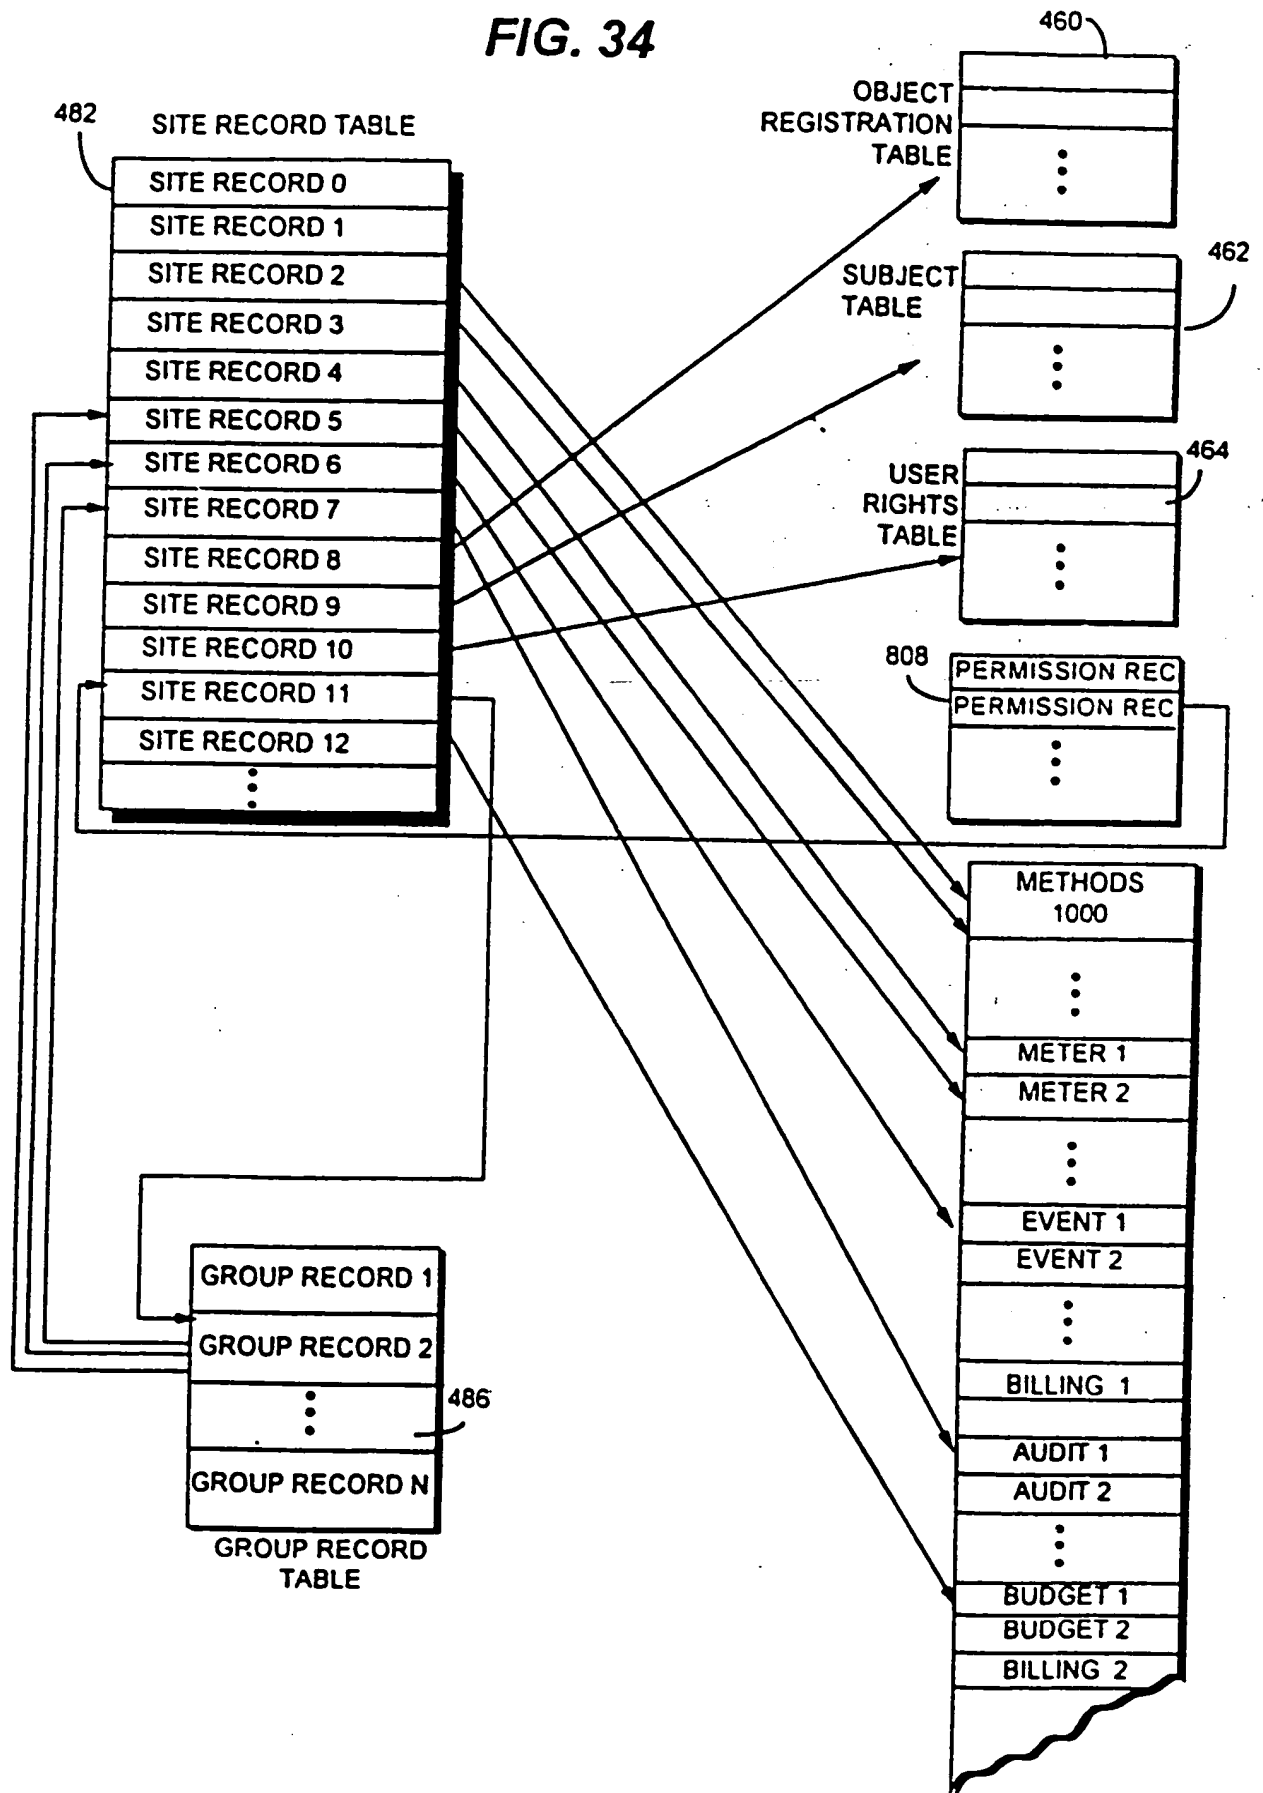 FIG. 34
482
SITE RECORD TABLE
SITE RECORD 0
SITE RECORD 1
SITE RECORD 2
SITE RECORD 3
SITE RECORD 4
SITE RECORD 5
SITE RECORD 6
SITE RECORD 7
SITE RECORD 8
SITE RECORD 9
SITE RECORD 10
SITE RECORD 11
SITE RECORD 12
460
OBJECT
REGISTRATION
TABLE
462
SUBJECT
TABLE
464
USER
RIGHTS
TABLE
808
PERMISSION REC
PERMISSION REC
METHODS
1000
METER 1
METER 2
EVENT 1
EVENT 2
BILLING 1
AUDIT 1
AUDIT 2
BUDGET 1
BUDGET 2
BILLING 2
GROUP RECORD 1
GROUP RECORD 2
486
GROUP RECORD N
GROUP RECORD
TABLE